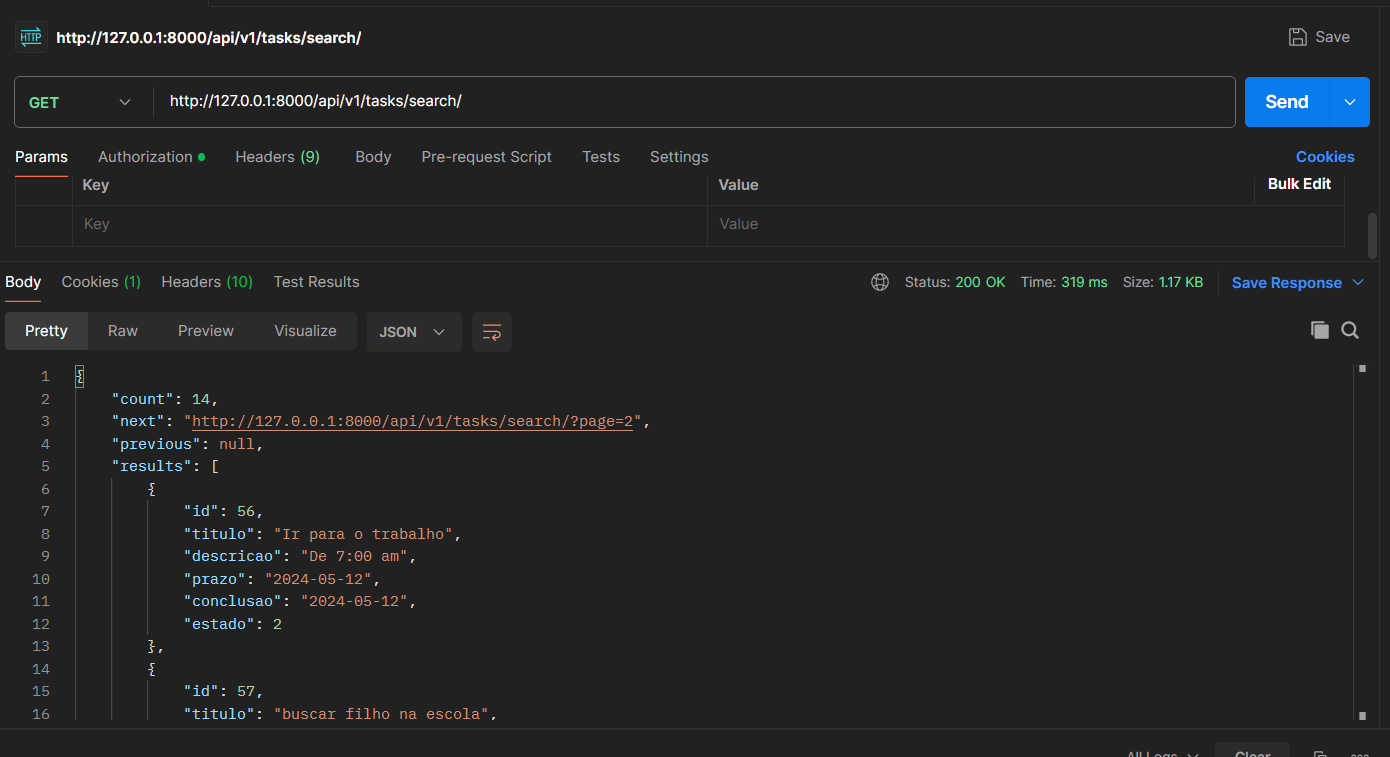 HTTP http://127.0.0.1:8000/api/v1/tasks/search/ Save
GET http://127.0.0.1:8000/api/v1/tasks/search/ Send
Params Authorization Headers (9) Body Pre-request Script Tests Settings Cookies
Key Value Bulk Edit
Key Value
Body Cookies (1) Headers (10) Test Results Status: 200 OK Time: 319 ms Size: 1.17 KB Save Response
Pretty Raw Preview Visualize JSON
1 {
2 "count": 14,
3 "next": "http://127.0.0.1:8000/api/v1/tasks/search/?page=2",
4 "previous": null,
5 "results": [
6 {
7 "id": 56,
8 "titulo": "Ir para o trabalho",
9 "descricao": "De 7:00 am",
10 "prazo": "2024-05-12",
11 "conclusao": "2024-05-12",
12 "estado": 2
13 },
14 {
15 "id": 57,
16 "titulo": "buscar filho na escola",
All Logs Clear